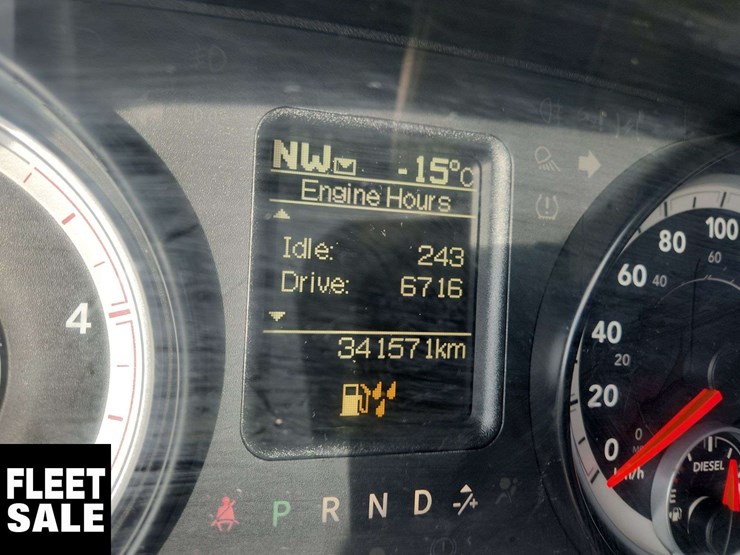 NW -15°C
Engine Hours
Idle: 243
Drive: 6716
341571km
4
100
80
60
60
40
40
20
20
0
0
km/h
DIESEL
E
P R N D -/+
FLEET
SALE